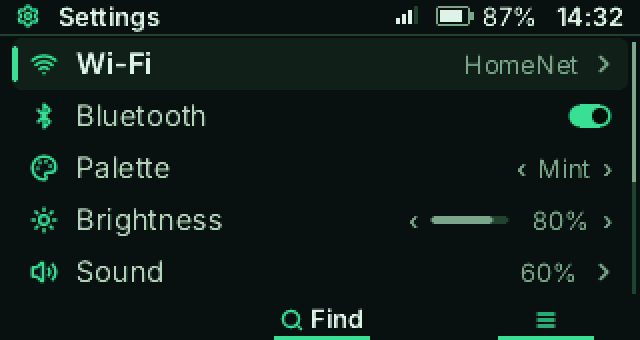 Settings 87% 14:32
Wi-Fi HomeNet >
Bluetooth
Palette ‹ Mint ›
Brightness ‹ 80% ›
Sound 60% >
Find